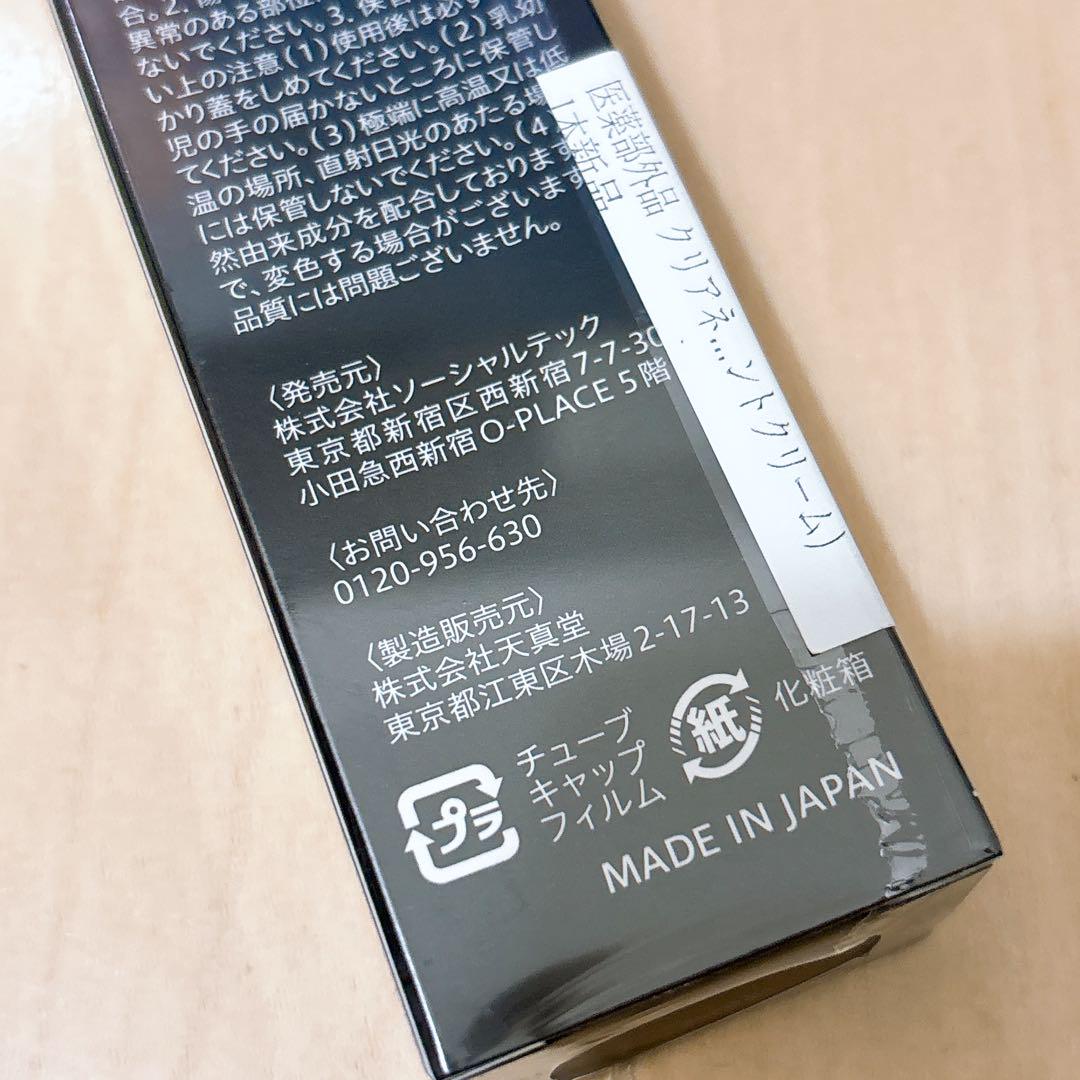 合。2.
異常のある部位
ないでください。3. 保管
い上の注意(1)使用後は必ず
かり蓋をしめてください。(2)乳幼
児の手の届かないところに保管し
てください。(3)極端に高温又は低
温の場所、直射日光のあたる場
には保管しないでください。(4
然由来成分を配合しております
で、変色する場合がございます
品質には問題ございません。
〈発売元〉
株式会社ソーシャルテック
東京都新宿区西新宿7-7-30
小田急西新宿O-PLACE 5階
〈お問い合わせ先〉
0120-956-630
〈製造販売元〉
株式会社天真堂
東京都江東区木場2-17-13
プラ
チューブ
キャップ
フィルム
紙
化粧箱
MADE IN JAPAN
医薬部外品 クリアネ...ントクリーム)
1本新品